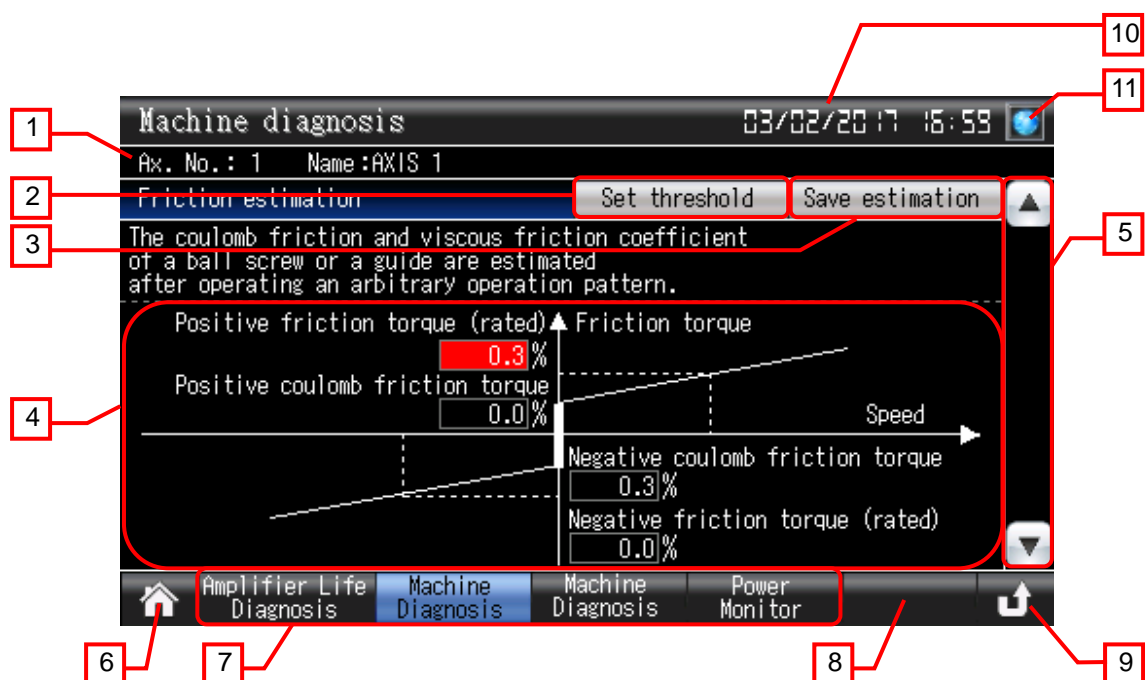 10
Machine diagnosis 03/02/2017 16:59
11
1
Ax. No.: 1 Name:AXIS 1
2
Friction estimation Set threshold Save estimation
3
5
The coulomb friction and viscous friction coefficient
of a ball screw or a guide are estimated
after operating an arbitrary operation pattern.
Positive friction torque (rated) Friction torque
0.3 %
Positive coulomb friction torque
0.0 %
4
Speed
Negative coulomb friction torque
0.3 %
Negative friction torque (rated)
0.0 %
Amplifier Life Diagnosis
Machine Diagnosis
Machine Diagnosis
Power Monitor
6
7
8
9